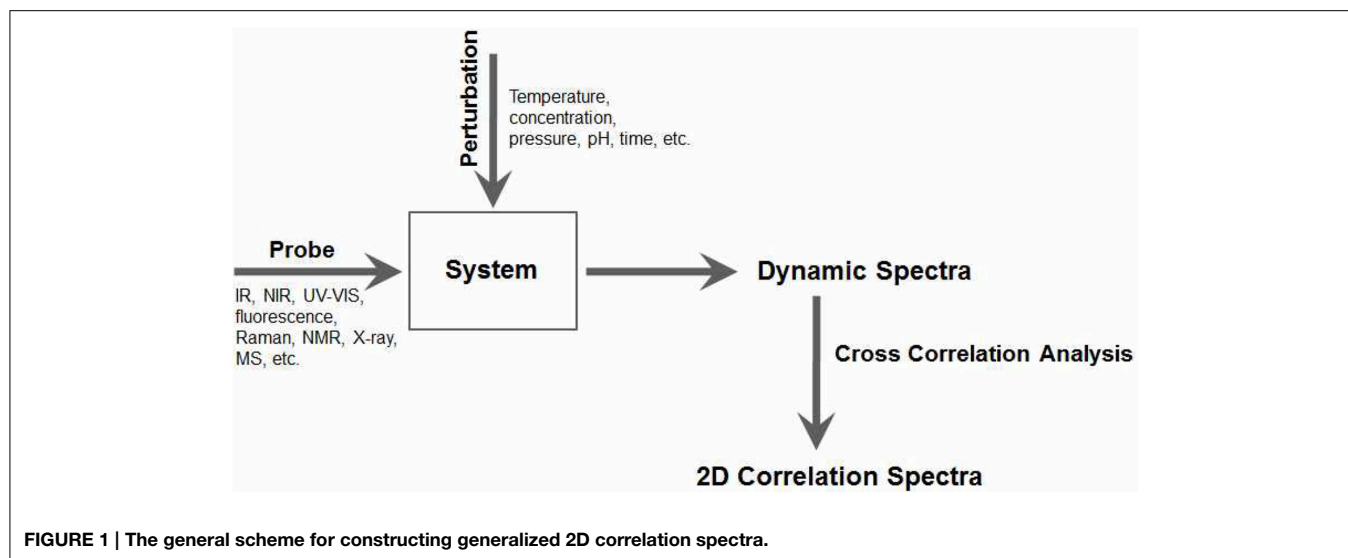 Perturbation
Temperature,
concentration,
pressure, pH, time, etc.
Probe
IR, NIR, UV-VIS,
fluorescence,
Raman, NMR, X-ray,
MS, etc.
System
Dynamic Spectra
Cross Correlation Analysis
2D Correlation Spectra
FIGURE 1 | The general scheme for constructing generalized 2D correlation spectra.